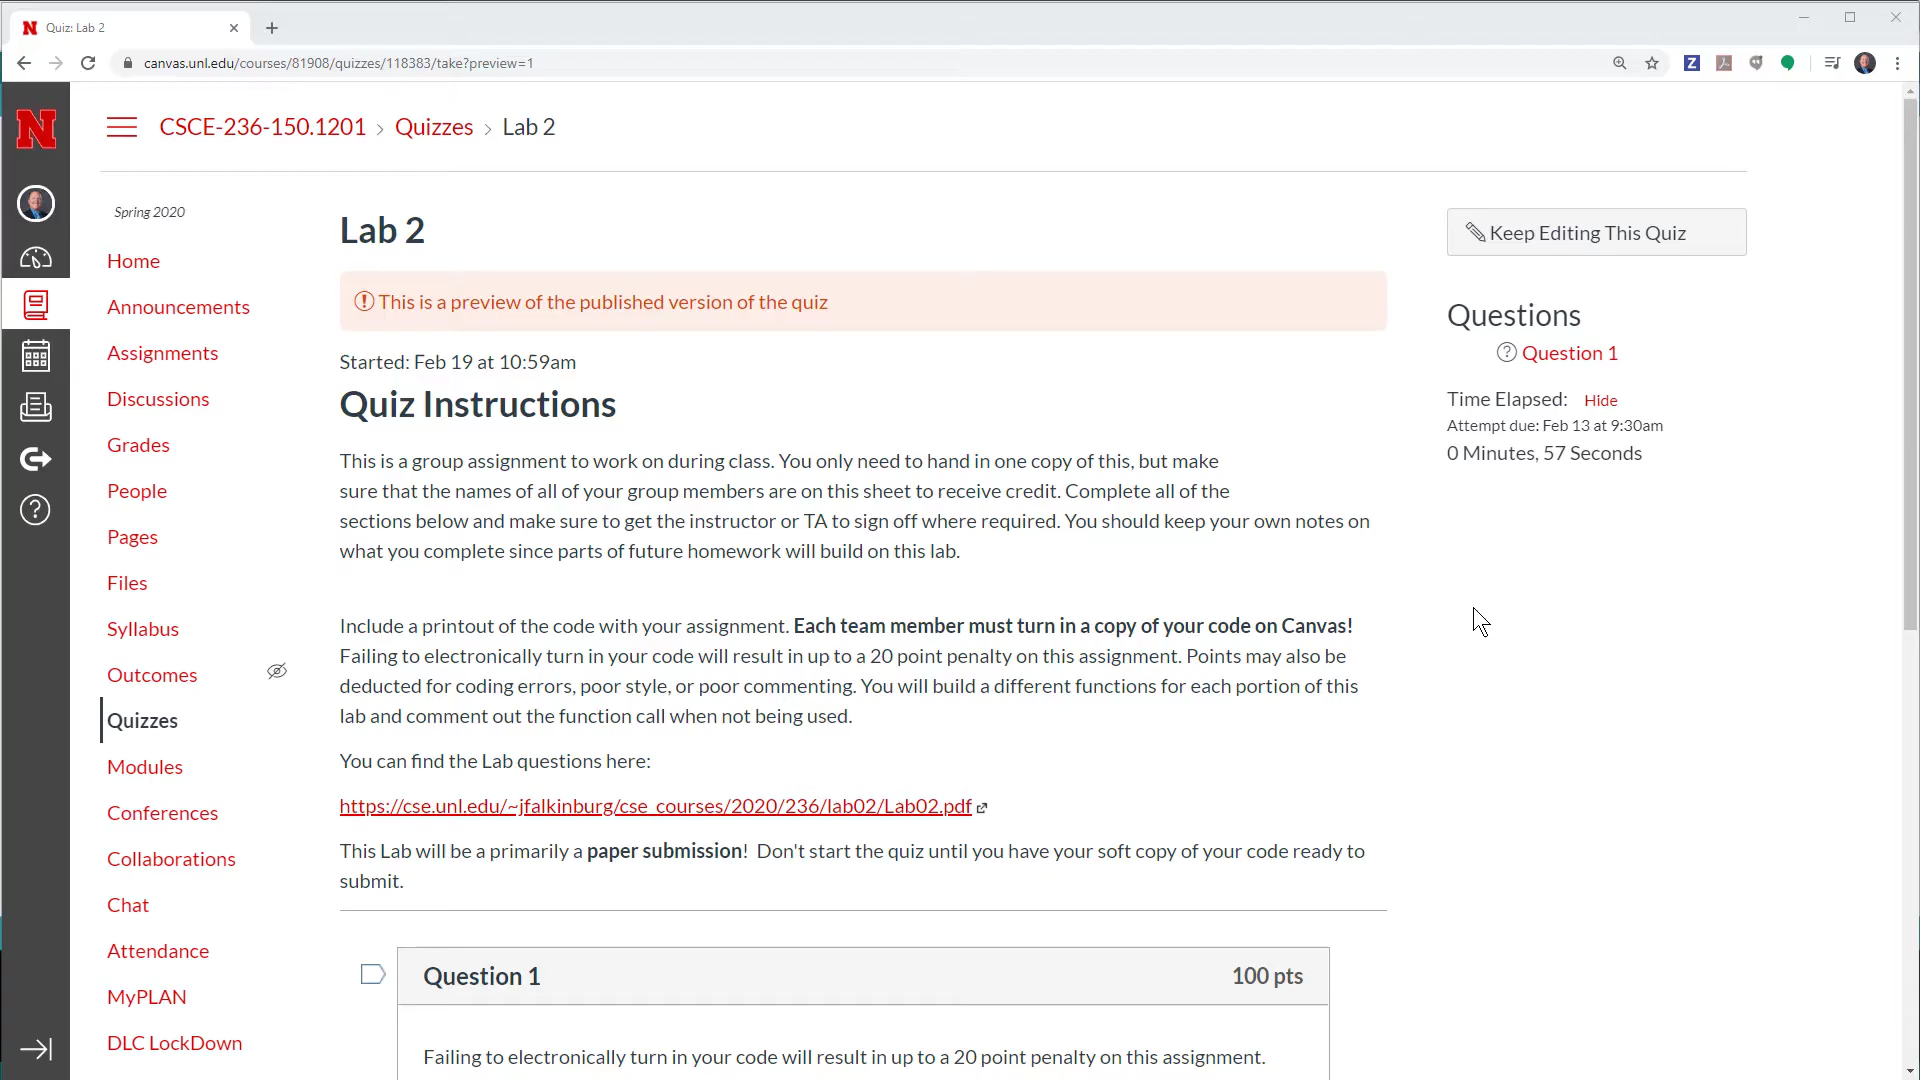 Quiz: Lab 2
canvas.unl.edu/courses/81908/quizzes/118383/take?preview=1
CSCE-236-150.1201 > Quizzes > Lab 2
Spring 2020
Home
Announcements
Assignments
Discussions
Grades
People
Pages
Files
Syllabus
Outcomes
Quizzes
Modules
Conferences
Collaborations
Chat
Attendance
MyPLAN
DLC LockDown
Lab 2
This is a preview of the published version of the quiz
Started: Feb 19 at 10:59am
Quiz Instructions
This is a group assignment to work on during class. You only need to hand in one copy of this, but make
sure that the names of all of your group members are on this sheet to receive credit. Complete all of the
sections below and make sure to get the instructor or TA to sign off where required. You should keep your own notes on
what you complete since parts of future homework will build on this lab.
Include a printout of the code with your assignment. Each team member must turn in a copy of your code on Canvas!
Failing to electronically turn in your code will result in up to a 20 point penalty on this assignment. Points may also be
deducted for coding errors, poor style, or poor commenting. You will build a different functions for each portion of this
lab and comment out the function call when not being used.
You can find the Lab questions here:
https://cse.unl.edu/~jfalkinburg/cse_courses/2020/236/lab02/Lab02.pdf
This Lab will be a primarily a paper submission! Don't start the quiz until you have your soft copy of your code ready to
submit.
Question 1 100 pts
Failing to electronically turn in your code will result in up to a 20 point penalty on this assignment.
Keep Editing This Quiz
Questions
Question 1
Time Elapsed: Hide
Attempt due: Feb 13 at 9:30am
0 Minutes, 57 Seconds